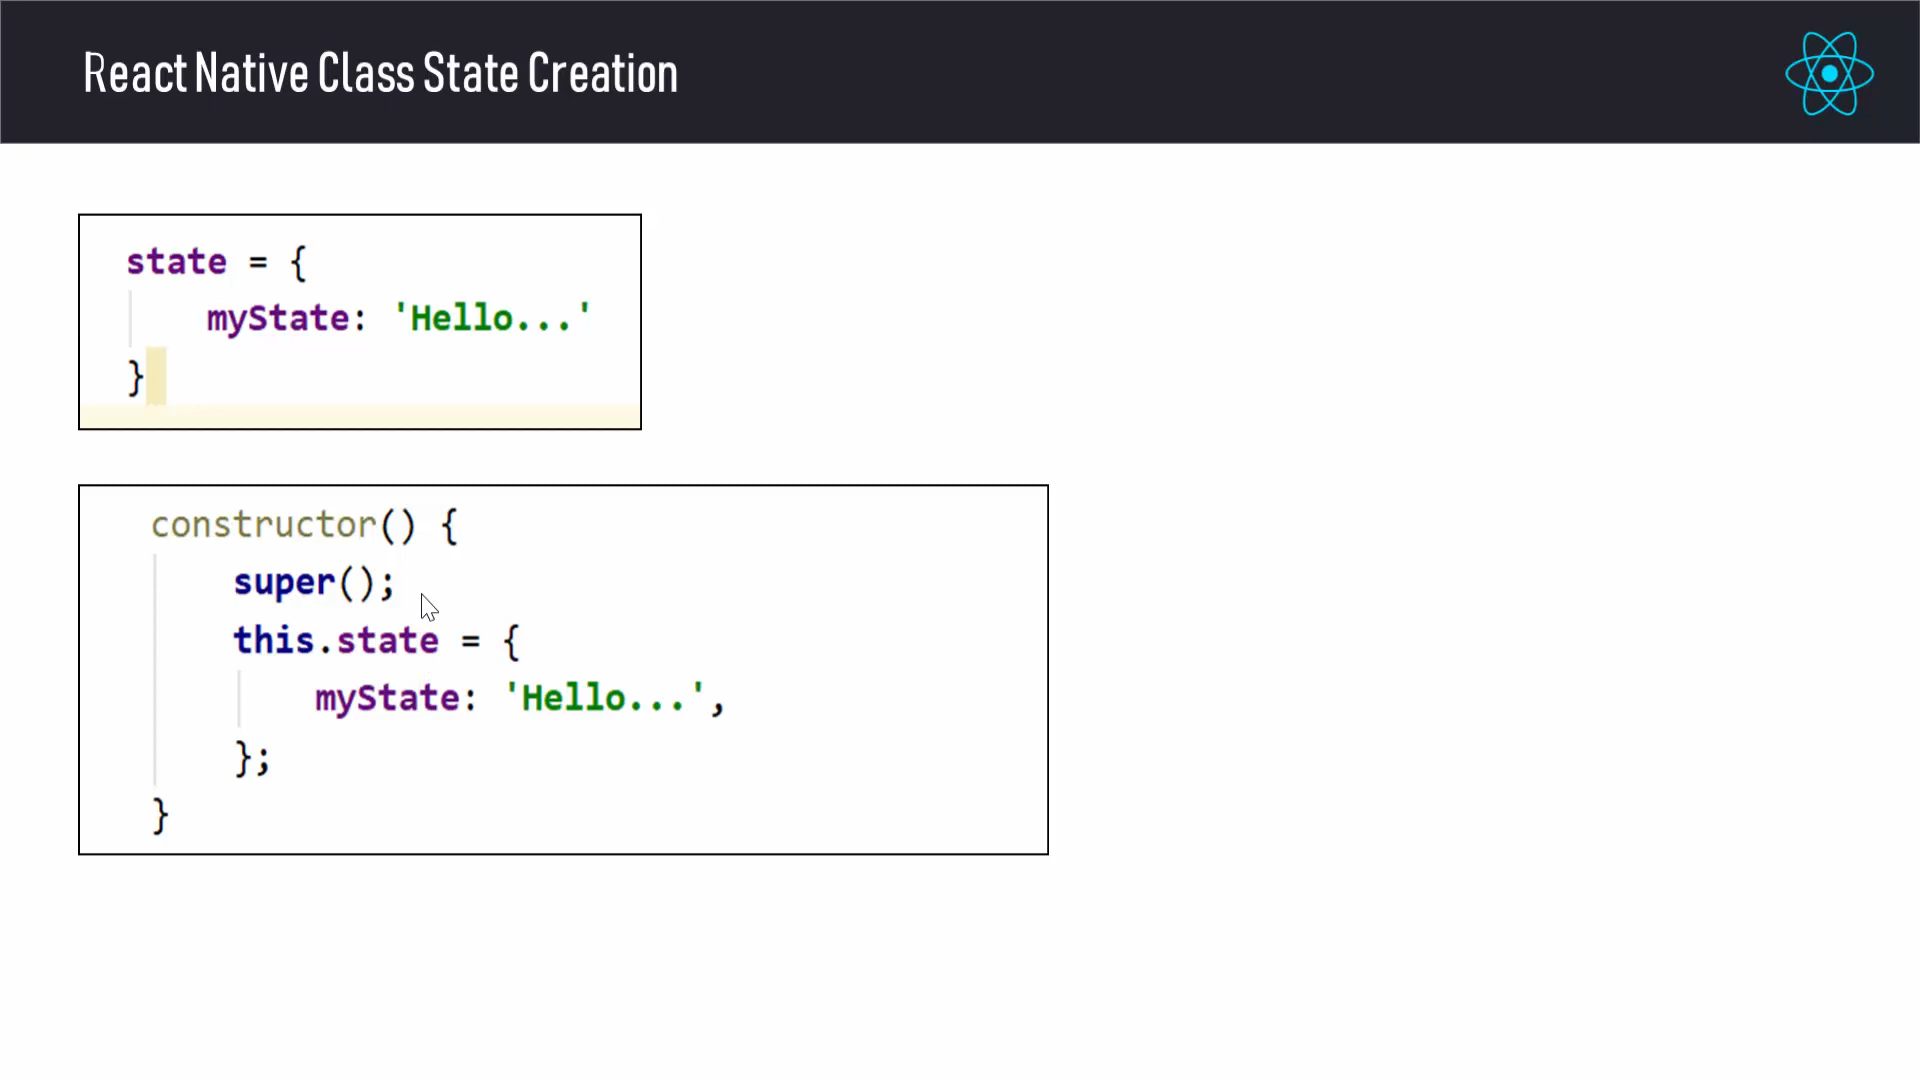 React Native Class State Creation
state = {
myState: 'Hello...'
}
constructor() {
super();
this.state = {
myState: 'Hello...',
};
}